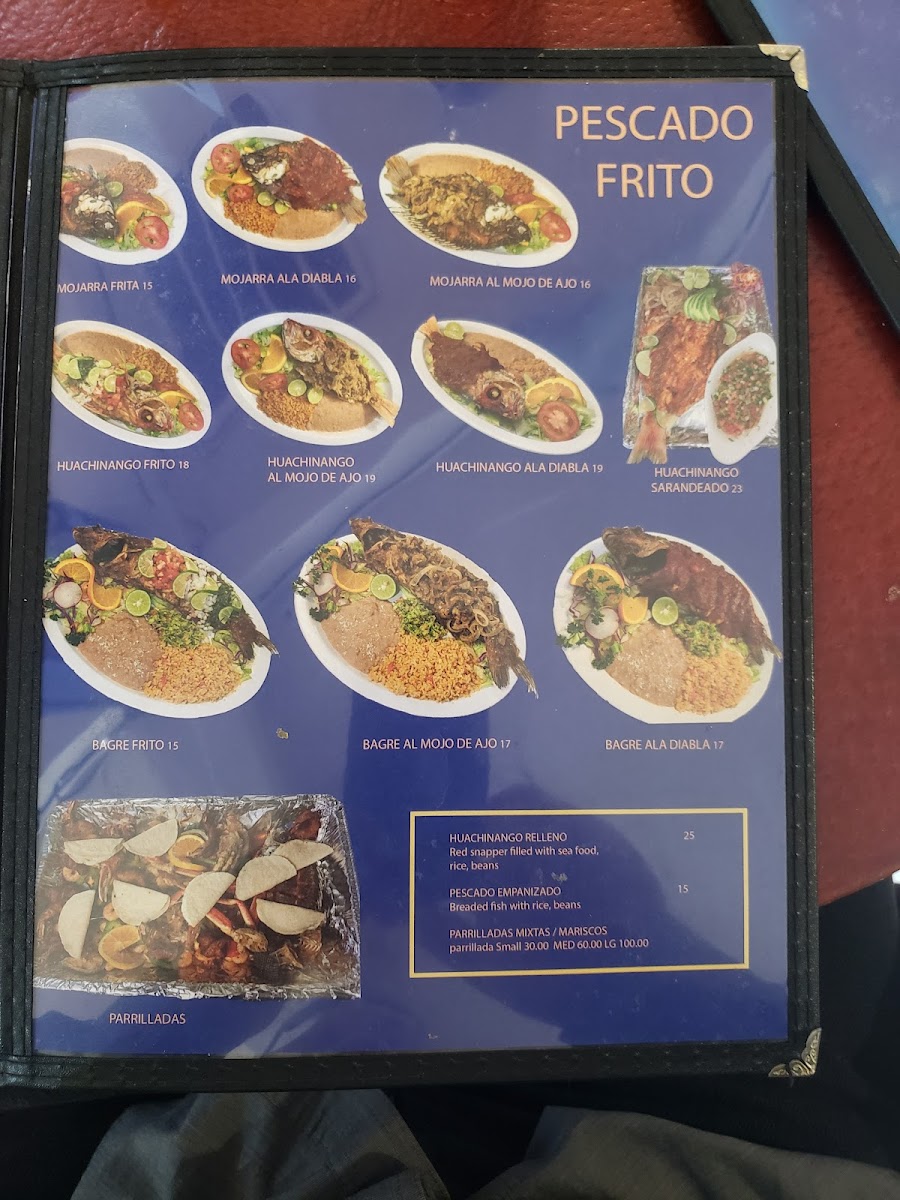 PESCADO
FRITO
MOJARRA FRITA 15
MOJARRA ALA DIABLA 16
MOJARRA AL MOJO DE AJO 16
HUACHINANGO FRITO 18
HUACHINANGO
AL MOJO DE AJO 19
HUACHINANGO ALA DIABLA 19
HUACHINANGO
SARANDEADO 23
BAGRE FRITO 15
BAGRE AL MOJO DE AJO 17
BAGRE ALA DIABLA 17
PARRILLADAS
HUACHINANGO RELLENO 25
Red snapper filled with sea food,
rice, beans
PESCADO EMPANIZADO 15
Breaded fish with rice, beans
PARRILLADAS MIXTAS / MARISCOS
parrillada Small 30.00 MED 60.00 LG 100.00